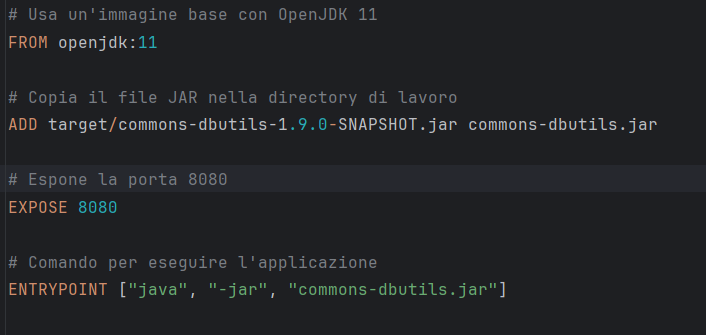 # Usa un'immagine base con OpenJDK 11
FROM openjdk:11
# Copia il file JAR nella directory di lavoro
ADD target/commons-dbutils-1.9.0-SNAPSHOT.jar commons-dbutils.jar
# Espone la porta 8080
EXPOSE 8080
# Comando per eseguire l'applicazione
ENTRYPOINT ["java", "-jar", "commons-dbutils.jar"]